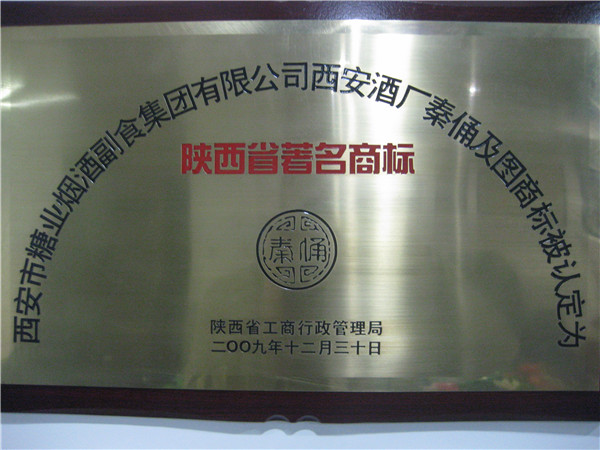 西安市糖业烟酒副食集团有限公司西安酒厂秦俑及图商标被认定为
陕西省著名商标
秦俑
陕西省工商行政管理局
二〇〇九年十二月三十日